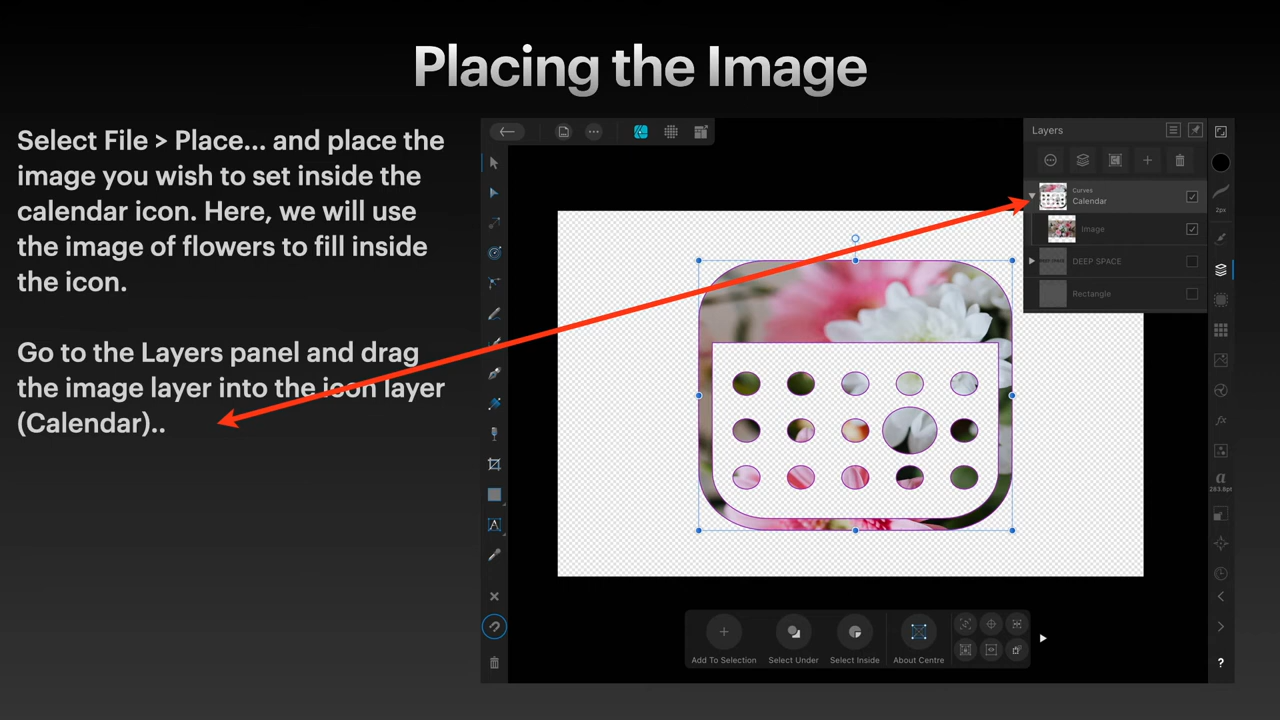 Placing the Image
Select File > Place... and place the
image you wish to set inside the
calendar icon. Here, we will use
the image of flowers to fill inside
the icon.
Go to the Layers panel and drag
the image layer into the icon layer
(Calendar)..
Layers
Curves
Calendar
Image
DEEP SPACE
Rectangle
2px
fx
a
283.8pt
A
Add To Selection
Select Under
Select Inside
About Centre
?